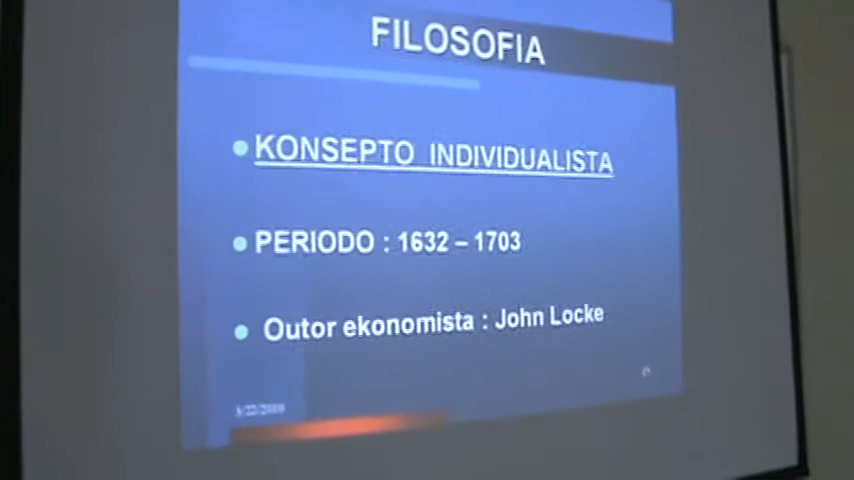 FILOSOFIA
KONSEPTO INDIVIDUALISTA
PERIODO : 1632 – 1703
Outor ekonomista : John Locke